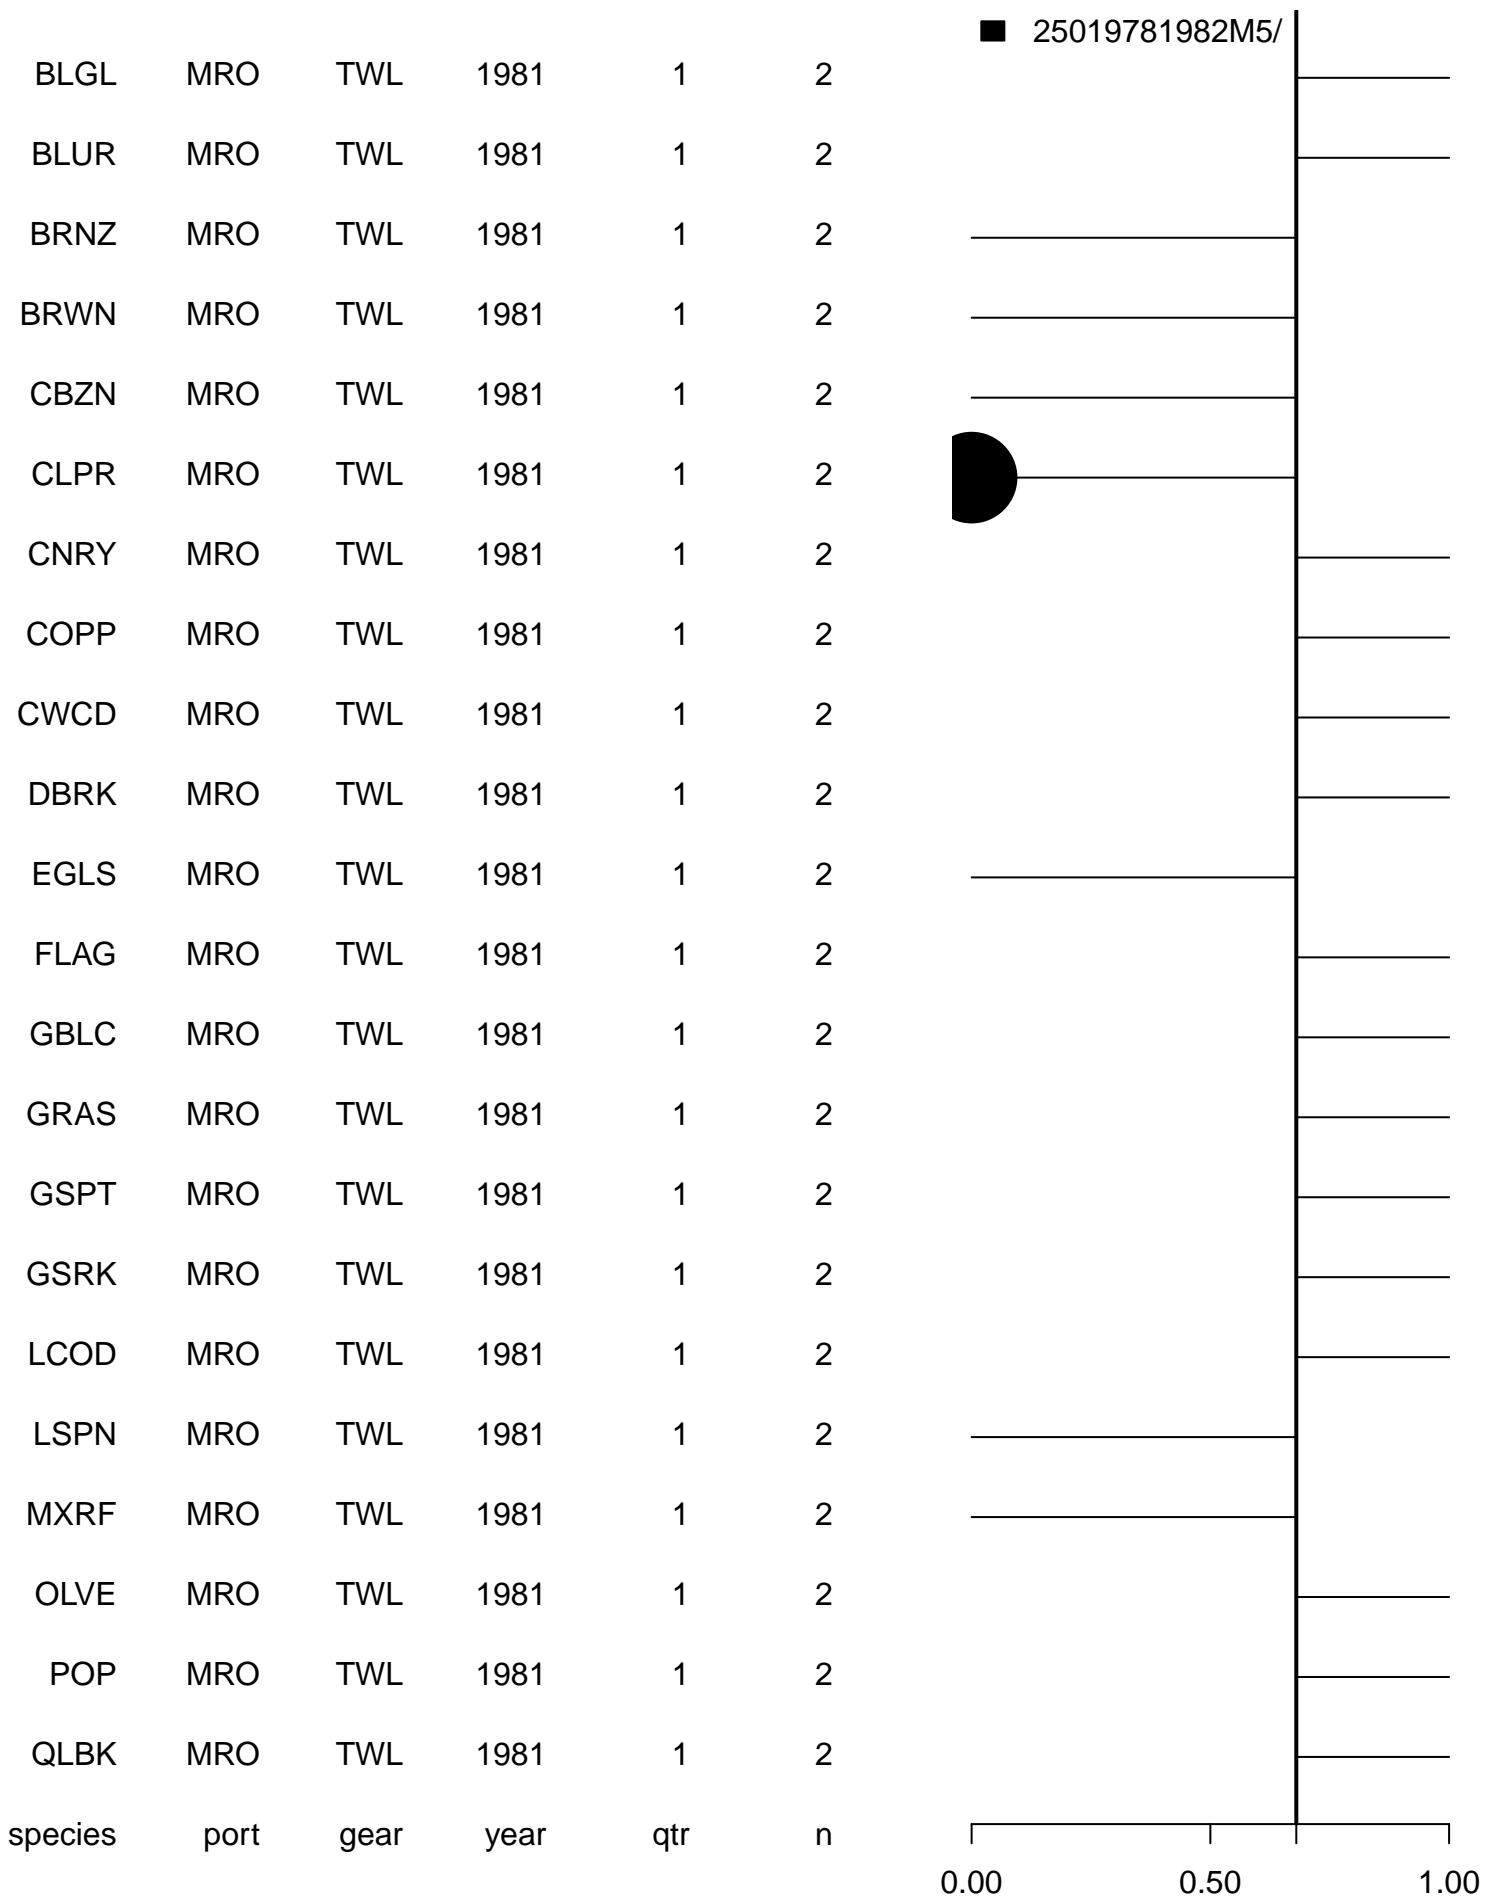 25019781982M5/
BLGL MRO TWL 1981 1 2
BLUR MRO TWL 1981 1 2
BRNZ MRO TWL 1981 1 2
BRWN MRO TWL 1981 1 2
CBZN MRO TWL 1981 1 2
CLPR MRO TWL 1981 1 2
CNRY MRO TWL 1981 1 2
COPP MRO TWL 1981 1 2
CWCD MRO TWL 1981 1 2
DBRK MRO TWL 1981 1 2
EGLS MRO TWL 1981 1 2
FLAG MRO TWL 1981 1 2
GBLC MRO TWL 1981 1 2
GRAS MRO TWL 1981 1 2
GSPT MRO TWL 1981 1 2
GSRK MRO TWL 1981 1 2
LCOD MRO TWL 1981 1 2
LSPN MRO TWL 1981 1 2
MXRF MRO TWL 1981 1 2
OLVE MRO TWL 1981 1 2
POP MRO TWL 1981 1 2
QLBK MRO TWL 1981 1 2
species port gear year qtr n
0.00 0.50 1.00